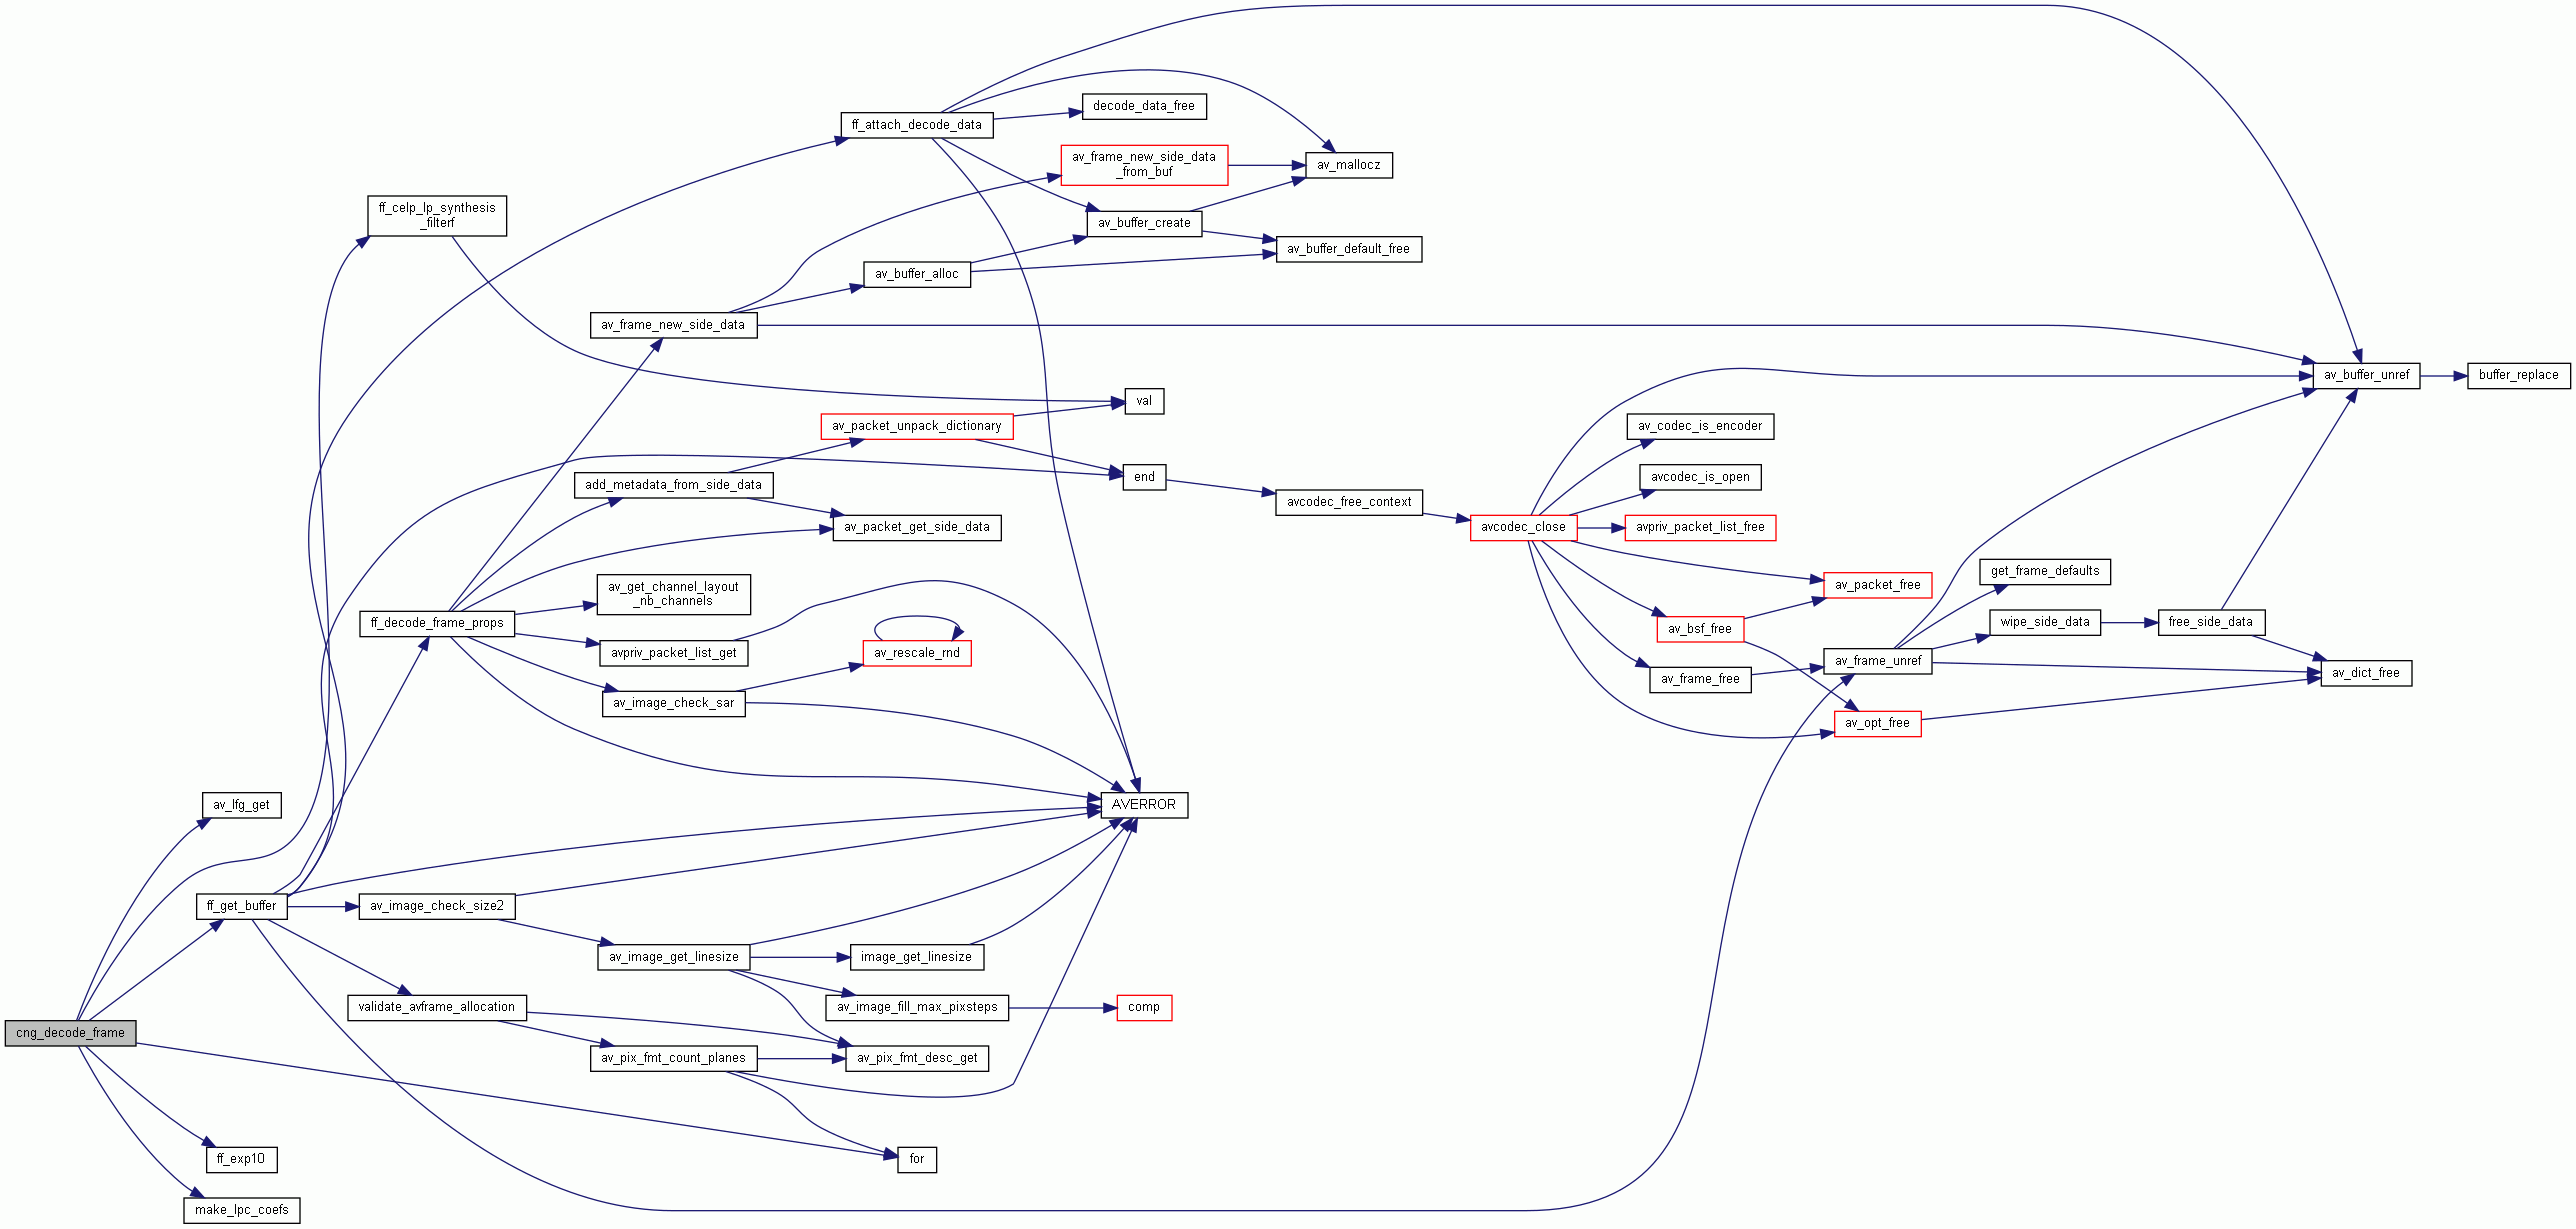 cng_decode_frame
av_lfg_get
ff_get_buffer
ff_exp10
make_lpc_coefs
ff_celp_lp_synthesis
_filterf
ff_decode_frame_props
av_image_check_size2
validate_avframe_allocation
av_frame_new_side_data
add_metadata_from_side_data
av_get_channel_layout
_nb_channels
avpriv_packet_list_get
av_image_check_sar
av_image_get_linesize
av_pix_fmt_count_planes
ff_attach_decode_data
av_buffer_alloc
av_packet_unpack_dictionary
av_packet_get_side_data
av_rescale_rnd
image_get_linesize
av_image_fill_max_pixsteps
av_pix_fmt_desc_get
for
decode_data_free
av_frame_new_side_data
_from_buf
av_buffer_create
val
end
AVERROR
comp
av_mallocz
av_buffer_default_free
avcodec_free_context
avcodec_close
av_codec_is_encoder
avcodec_is_open
avpriv_packet_list_free
av_bsf_free
av_frame_free
av_packet_free
av_frame_unref
av_opt_free
get_frame_defaults
wipe_side_data
free_side_data
av_buffer_unref
av_dict_free
buffer_replace